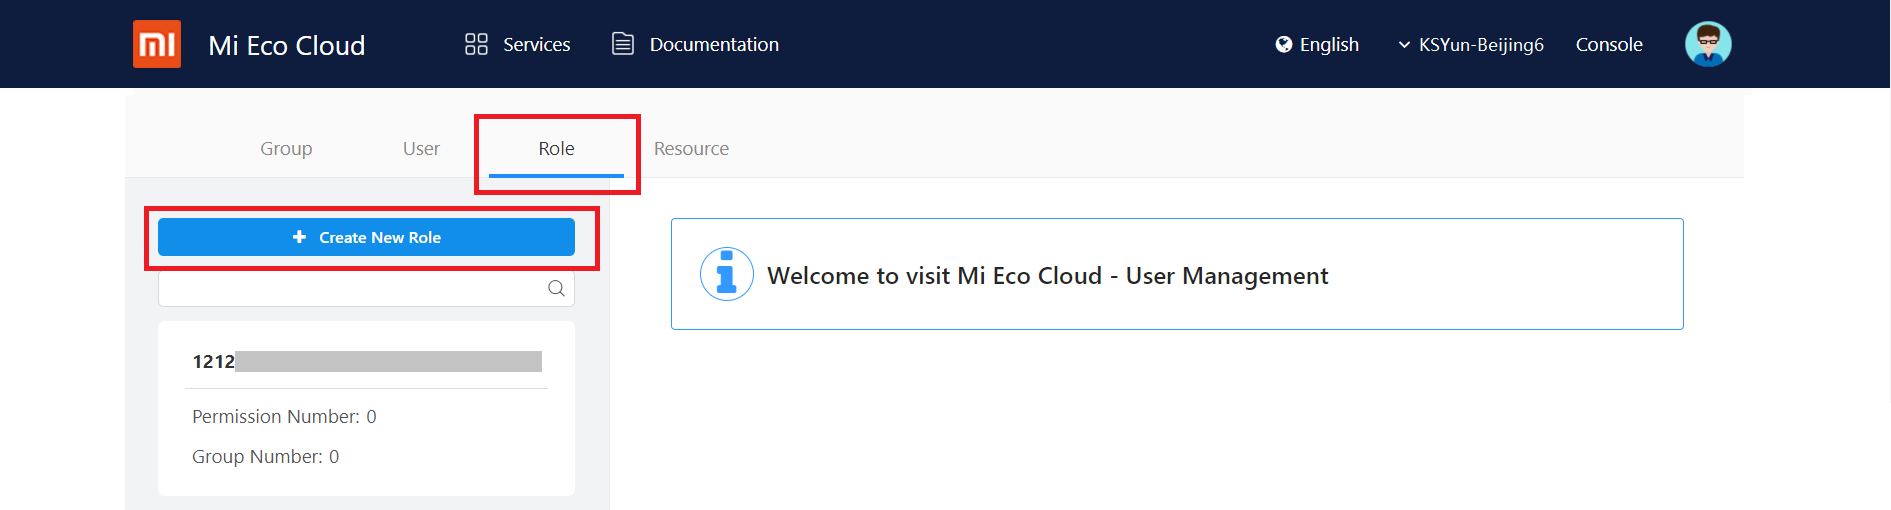 mi Mi Eco Cloud Services Documentation English KSYun-Beijing6 Console
Group User Role Resource
+ Create New Role
Welcome to visit Mi Eco Cloud - User Management
1212
Permission Number: 0
Group Number: 0